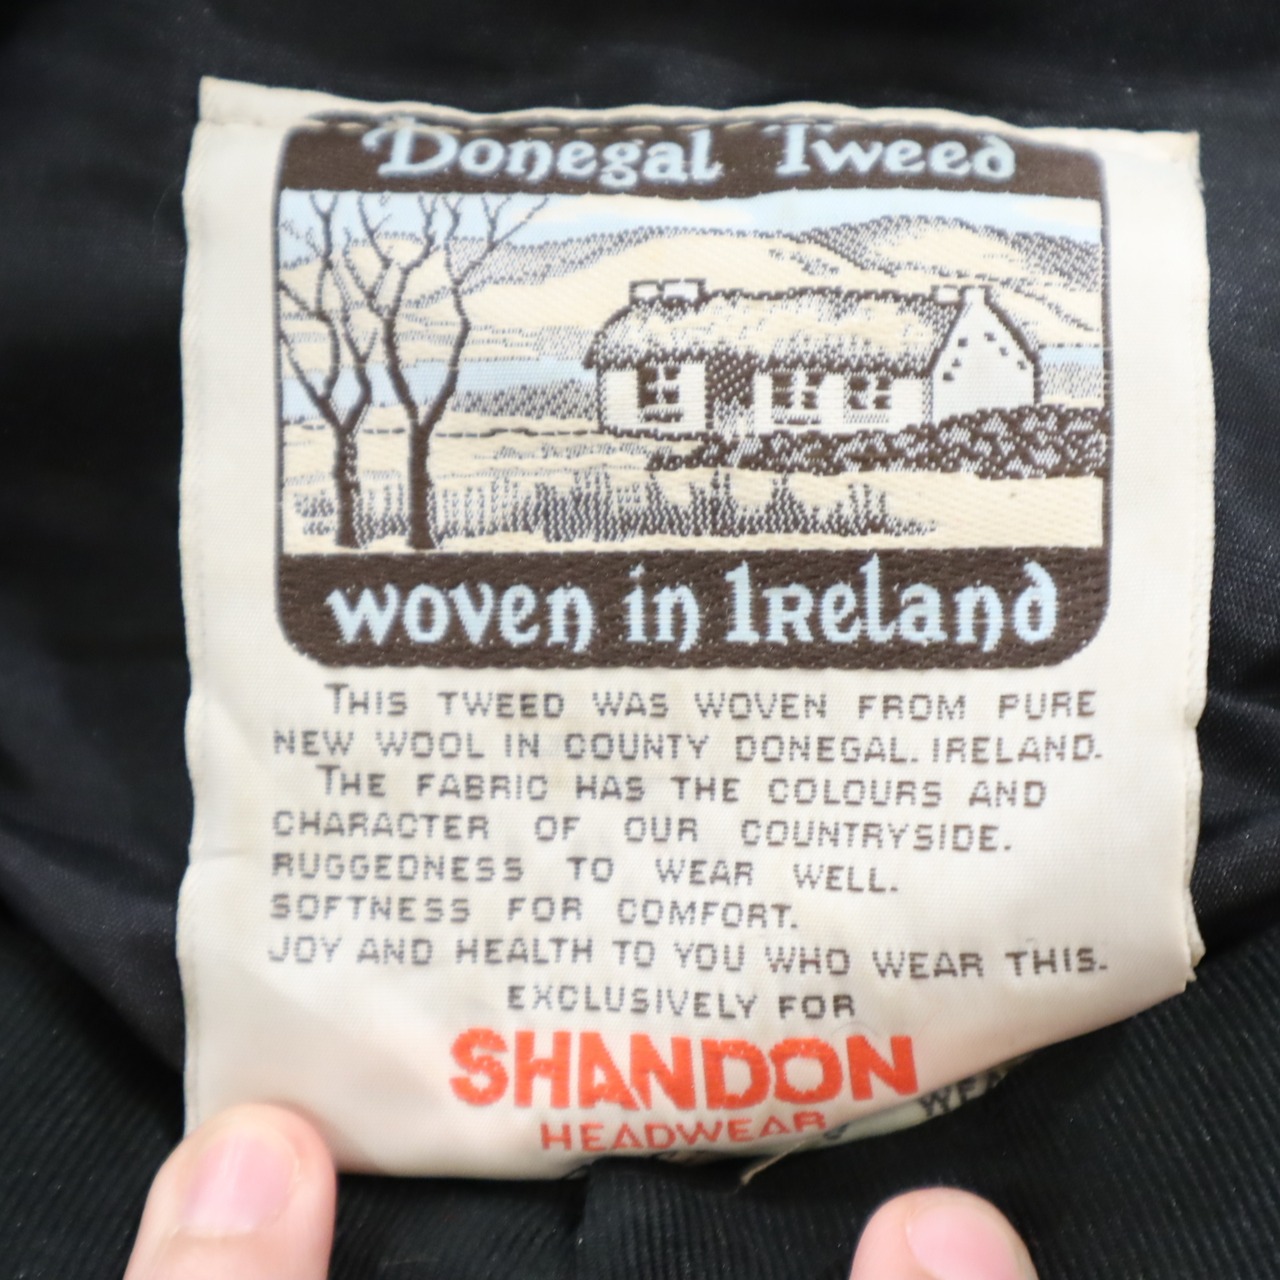 Donegal Tweed
woven in Ireland
THIS TWEED WAS WOVEN FROM PURE
NEW WOOL IN COUNTY DONEGAL. IRELAND.
THE FABRIC HAS THE COLOURS AND
CHARACTER OF OUR COUNTRYSIDE.
RUGGEDNESS TO WEAR WELL.
SOFTNESS FOR COMFORT.
JOY AND HEALTH TO YOU WHO WEAR THIS.
EXCLUSIVELY FOR
SHANDON
HEADWEAR